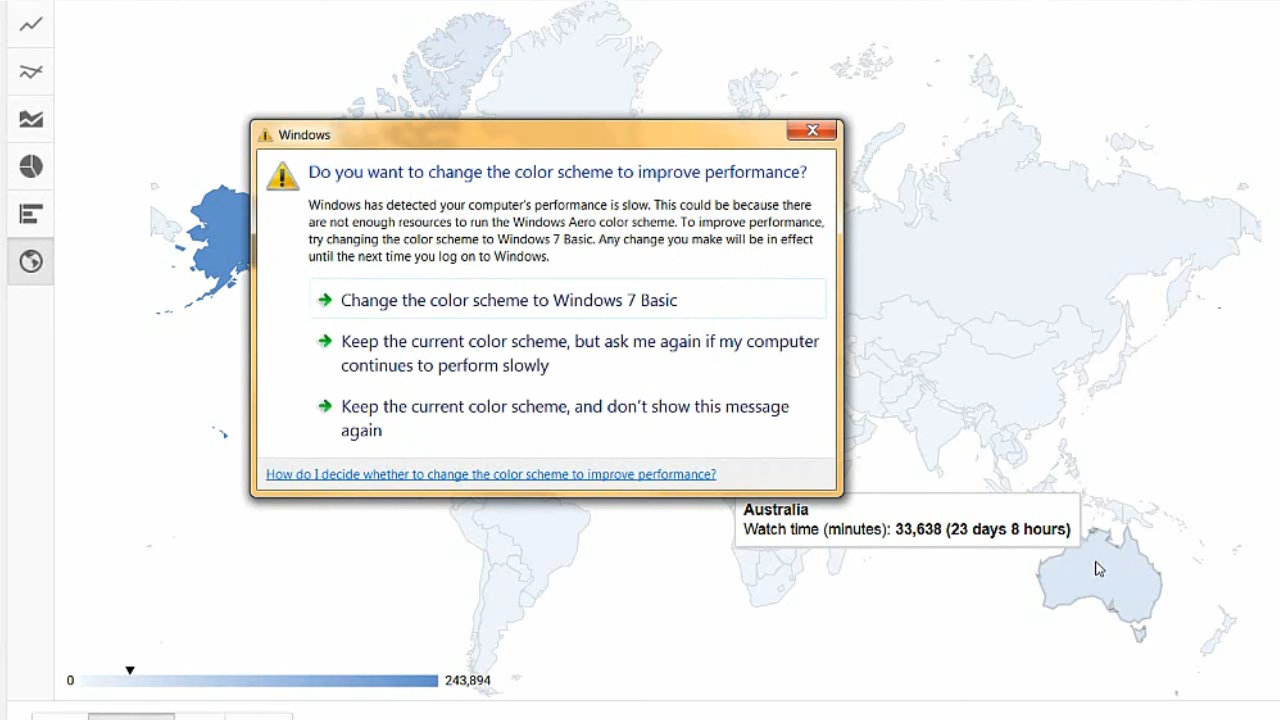 Windows
Do you want to change the color scheme to improve performance?
Windows has detected your computer's performance is slow. This could be because there
are not enough resources to run the Windows Aero color scheme. To improve performance,
try changing the color scheme to Windows 7 Basic. Any change you make will be in effect
until the next time you log on to Windows.
Change the color scheme to Windows 7 Basic
Keep the current color scheme, but ask me again if my computer
continues to perform slowly
Keep the current color scheme, and don't show this message
again
How do I decide whether to change the color scheme to improve performance?
Australia
Watch time (minutes): 33,638 (23 days 8 hours)
0 243,894